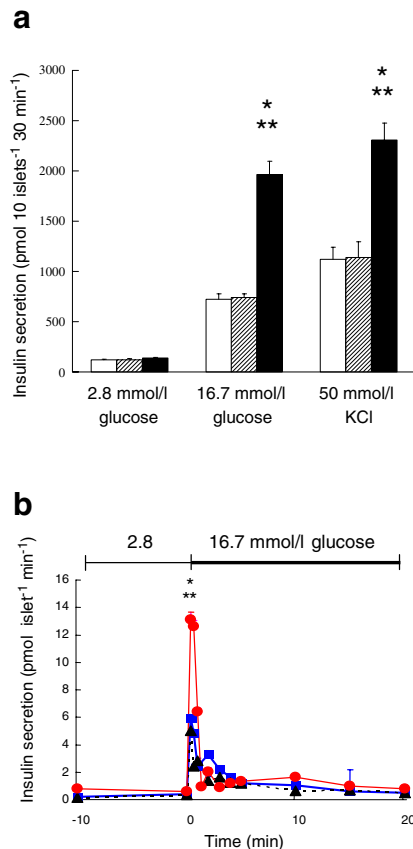 a
Insulin secretion (pmol 10 islets⁻¹ 30 min⁻¹)
3000
2500
2000
1500
1000
500
0
*
**
*
**
2.8 mmol/l 16.7 mmol/l 50 mmol/l
glucose glucose KCl
b
2.8 16.7 mmol/l glucose
Insulin secretion (pmol islet⁻¹ min⁻¹)
16
14
12
10
8
6
4
2
0
*
**
-10 0 10 20
Time (min)